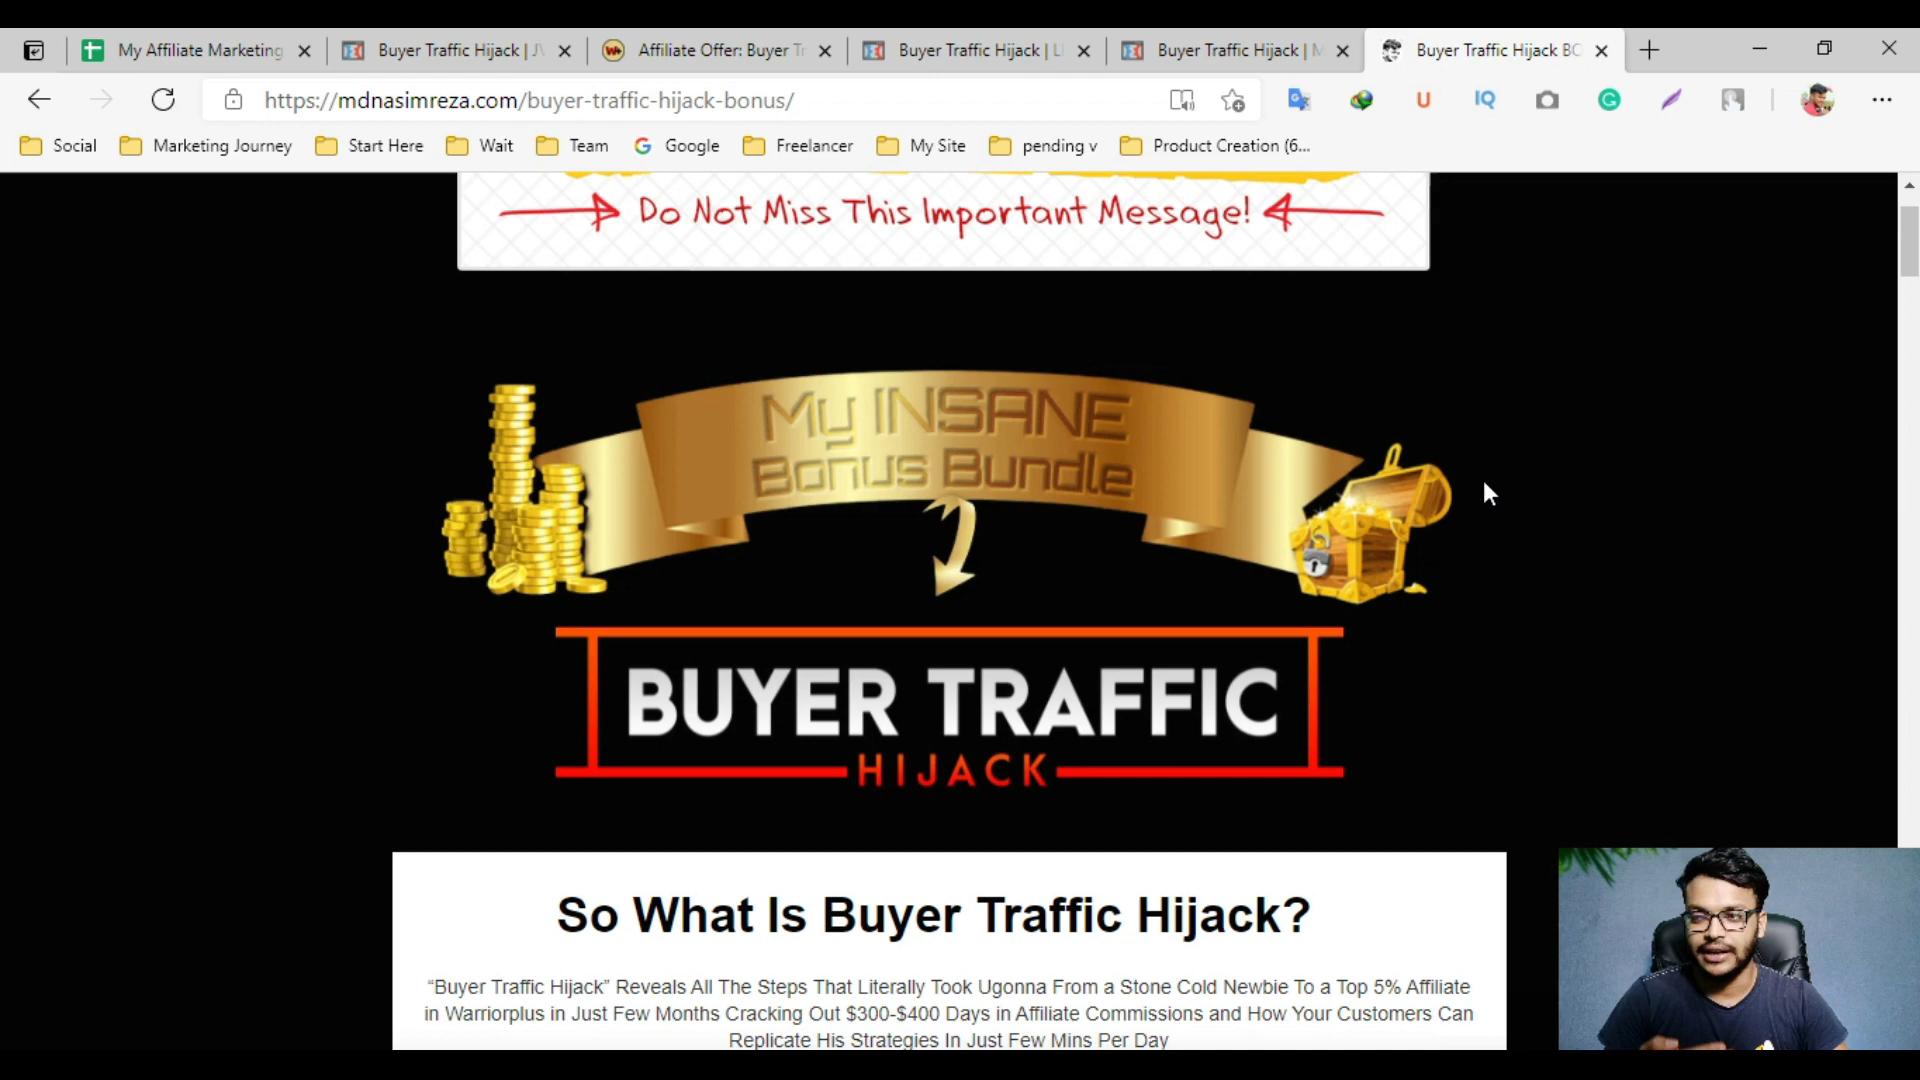 My Affiliate Marketing
Buyer Traffic Hijack | JV
Affiliate Offer: Buyer Tr
Buyer Traffic Hijack | L
Buyer Traffic Hijack | M
Buyer Traffic Hijack BO
https://mdnasimreza.com/buyer-traffic-hijack-bonus/
U
IQ
Social
Marketing Journey
Start Here
Wait
Team
Google
Freelancer
My Site
pending v
Product Creation (6...
Do Not Miss This Important Message!
My INSANE
Bonus Bundle
BUYER TRAFFIC
HIJACK
So What Is Buyer Traffic Hijack?
“Buyer Traffic Hijack” Reveals All The Steps That Literally Took Ugonna From a Stone Cold Newbie To a Top 5% Affiliate
in Warriorplus in Just Few Months Cracking Out $300-$400 Days in Affiliate Commissions and How Your Customers Can
Replicate His Strategies In Just Few Mins Per Day